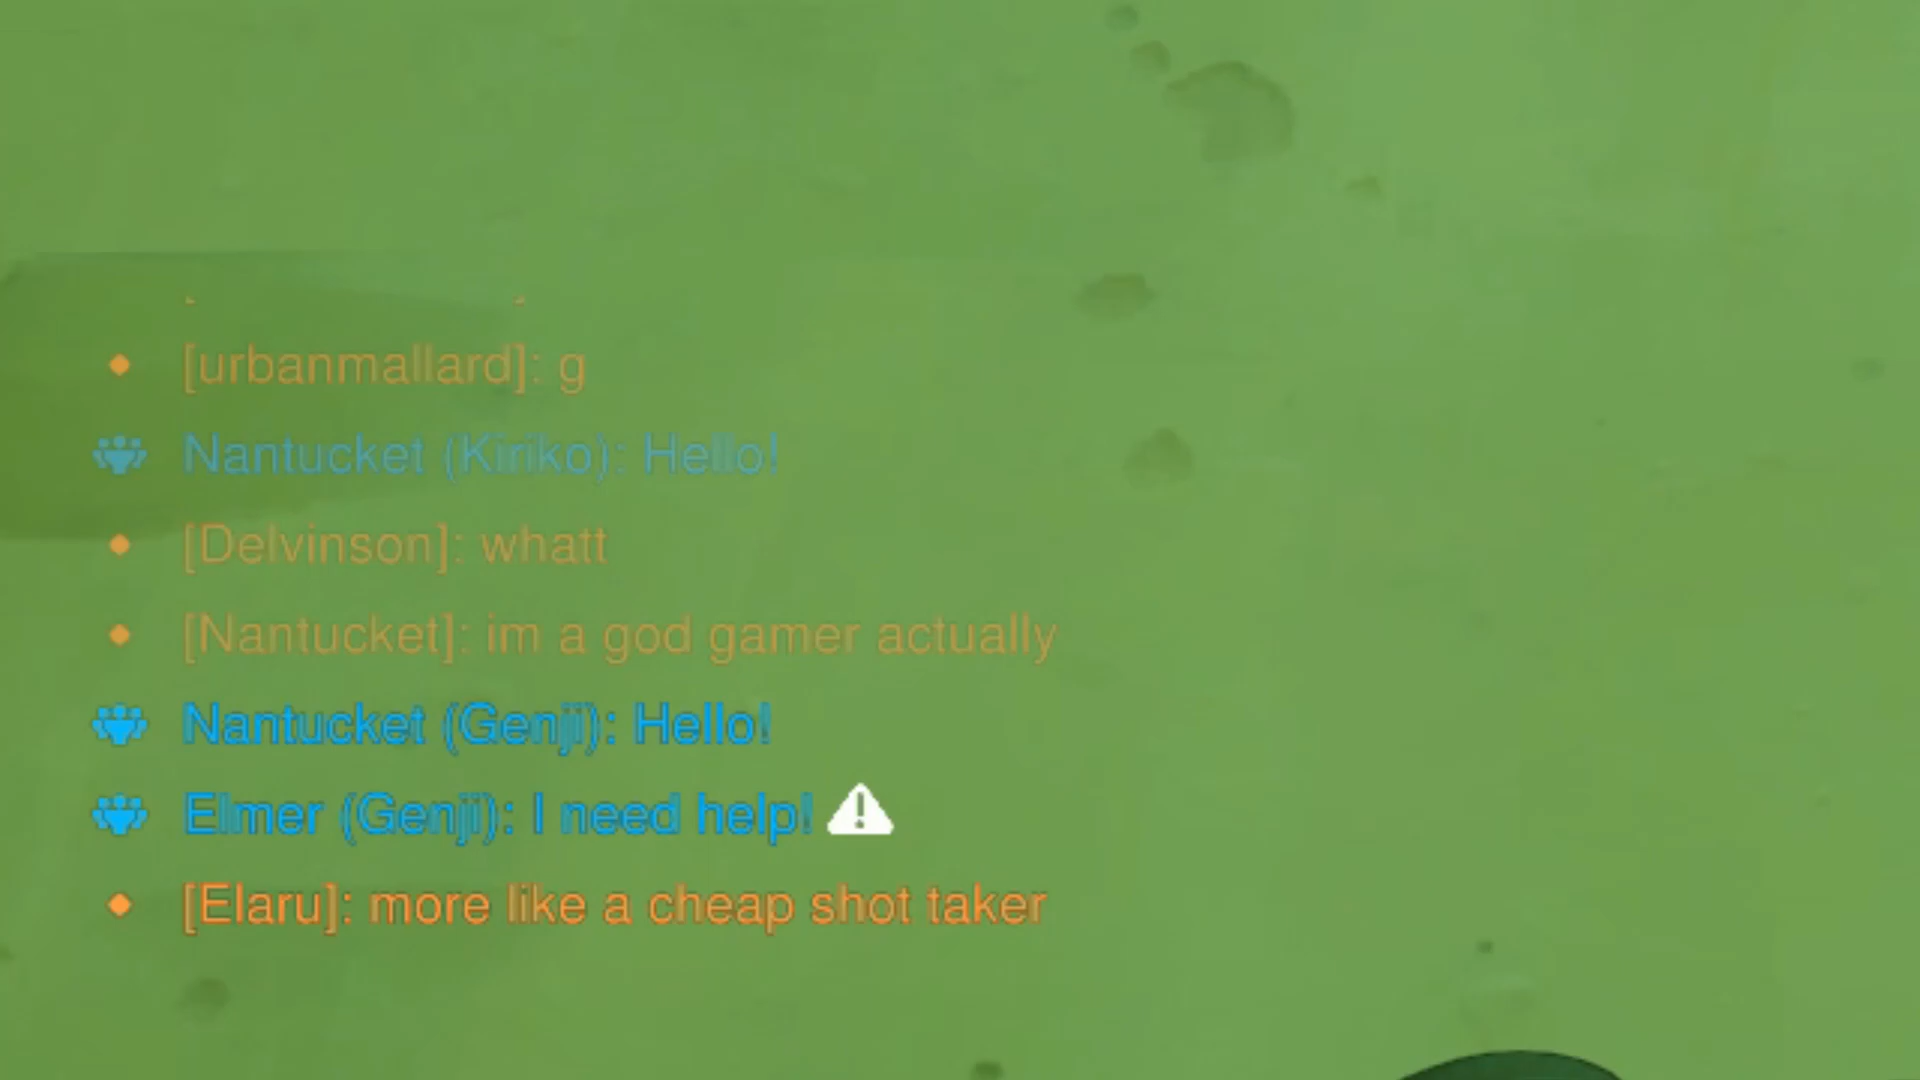 [urbanmallard]: g
Nantucket (Kiriko): Hello!
[Delvinson]: whatt
[Nantucket]: im a god gamer actually
Nantucket (Genji): Hello!
Elmer (Genji): I need help!
[Elaru]: more like a cheap shot taker